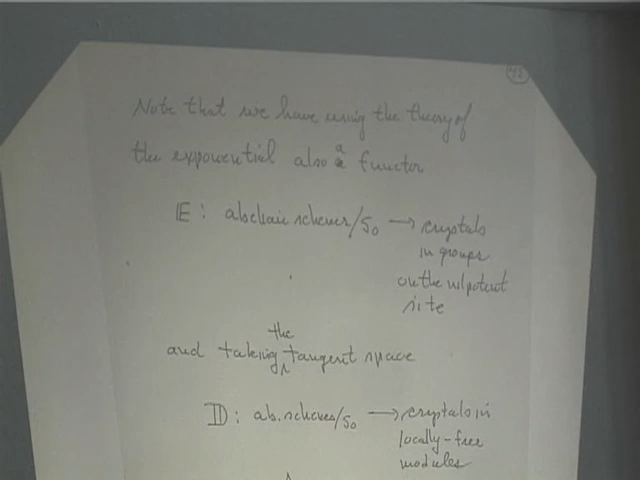 Note that we have using the theory of
the exponential also a functor
E: abelian schemes/S₀ → crystals
in groups
on the nilpotent
site
and taking the tangent space
D: ab. schemes/S₀ → crystals in
locally-free
modules